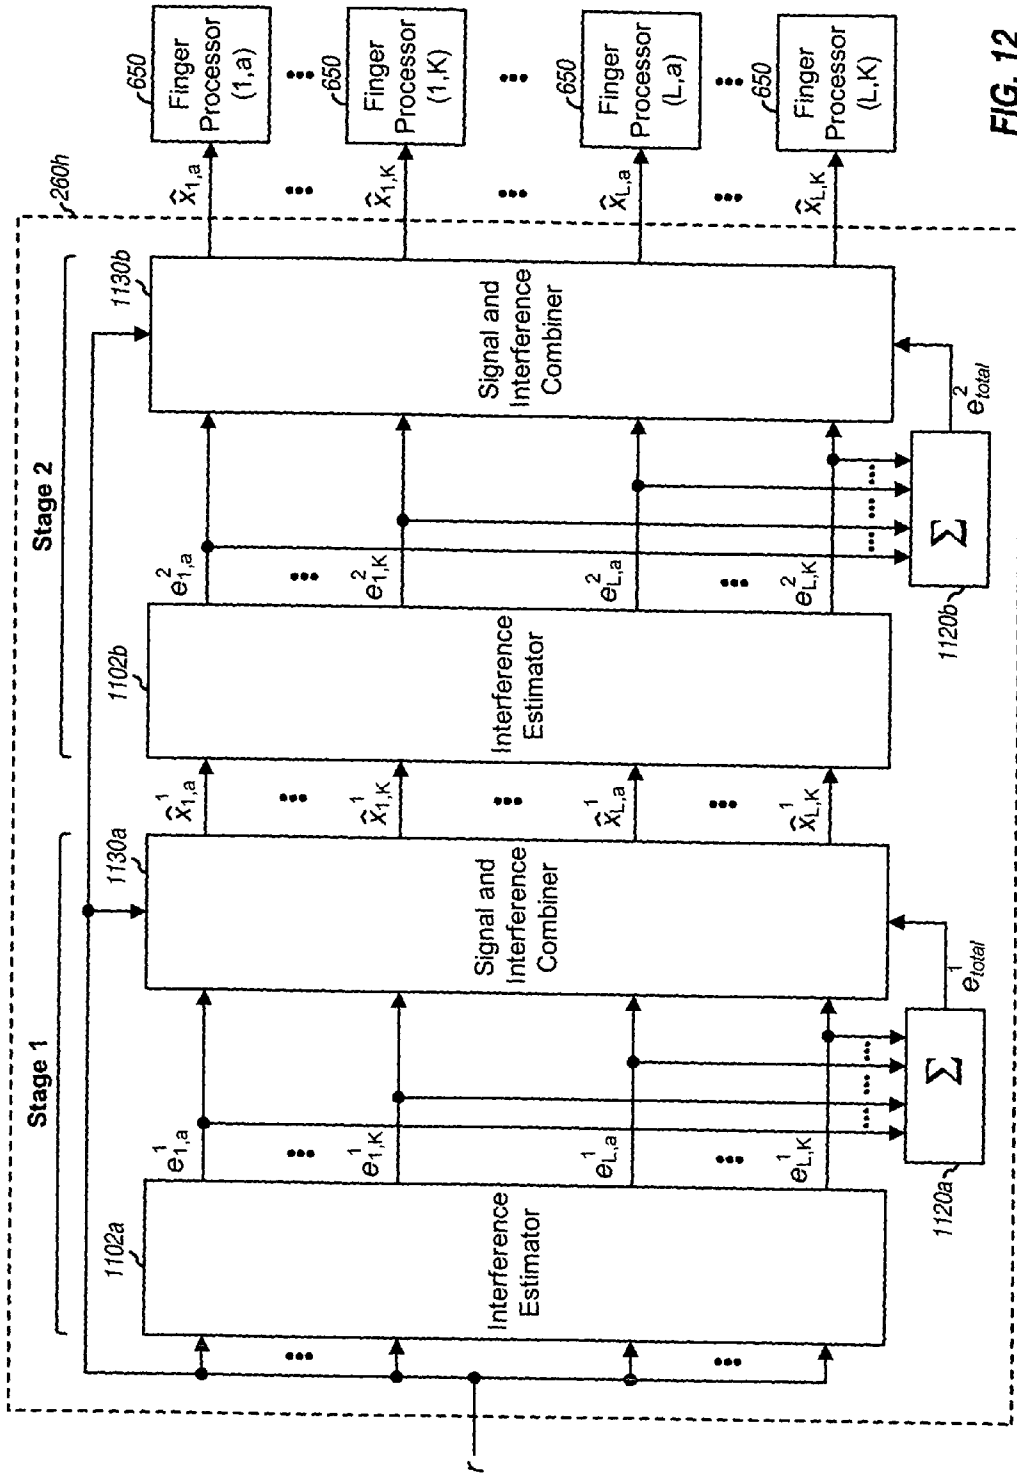 260h
Stage 1
Stage 2
1102a
1130a
1102b
1130b
r
Interference
Estimator
e¹₁,ₐ
•••
e¹₁,K
e¹L,ₐ
•••
e¹L,K
Signal and
Interference
Combiner
x̂¹₁,ₐ
•••
x̂¹₁,K
•••
x̂¹L,ₐ
•••
x̂¹L,K
Interference
Estimator
e²₁,ₐ
•••
e²₁,K
e²L,ₐ
•••
e²L,K
Signal and
Interference
Combiner
x̂₁,ₐ
•••
x̂₁,K
•••
x̂L,ₐ
•••
x̂L,K
650
Finger
Processor
(1,a)
•••
650
Finger
Processor
(1,K)
•••
650
Finger
Processor
(L,a)
•••
650
Finger
Processor
(L,K)
Σ
1120a
e¹total
Σ
1120b
e²total
FIG. 12